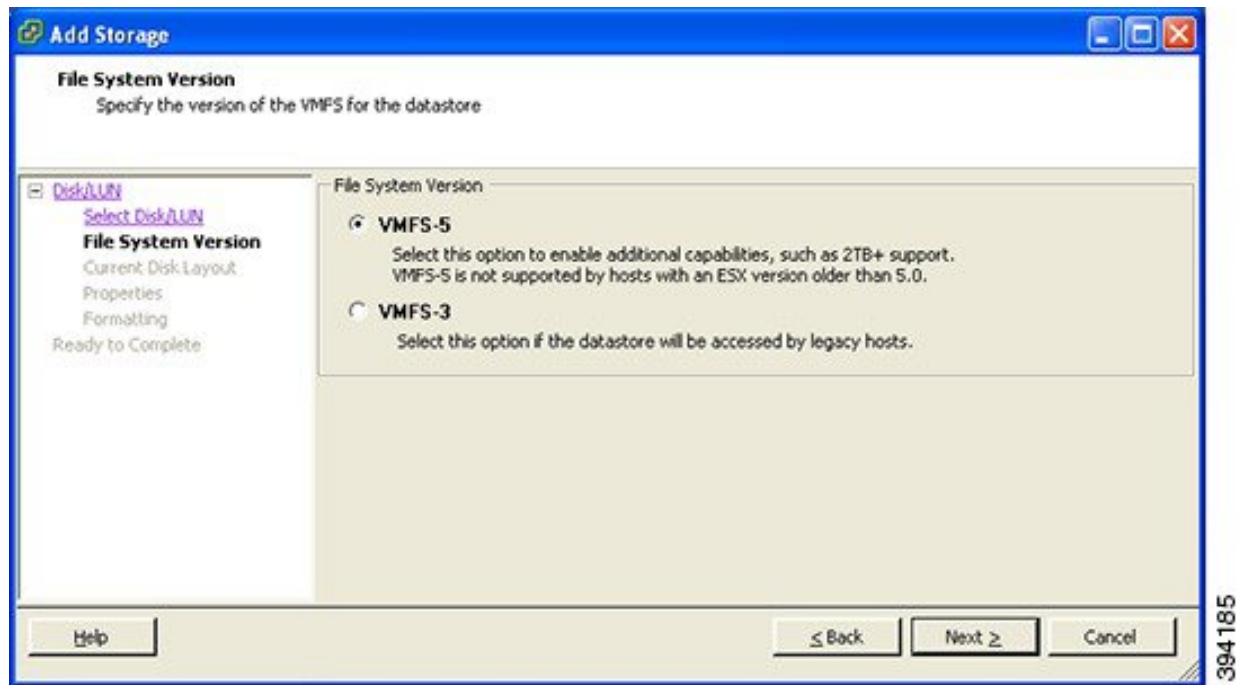 Add Storage
File System Version
Specify the version of the VMFS for the datastore
Disk/LUN
Select Disk/LUN
File System Version
Current Disk Layout
Properties
Formatting
Ready to Complete
File System Version
VMFS-5
Select this option to enable additional capabilities, such as 2TB+ support.
VMFS-5 is not supported by hosts with an ESX version older than 5.0.
VMFS-3
Select this option if the datastore will be accessed by legacy hosts.
Help
≤ Back
Next ≥
Cancel
394185